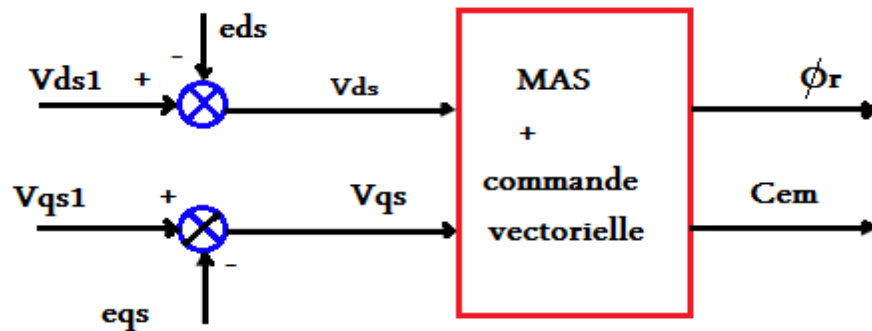 eds
-
Vds1 +
Vds
MAS
+
commande
vectorielle
ϕr
Vqs1 +
Vqs
Cem
-
eqs